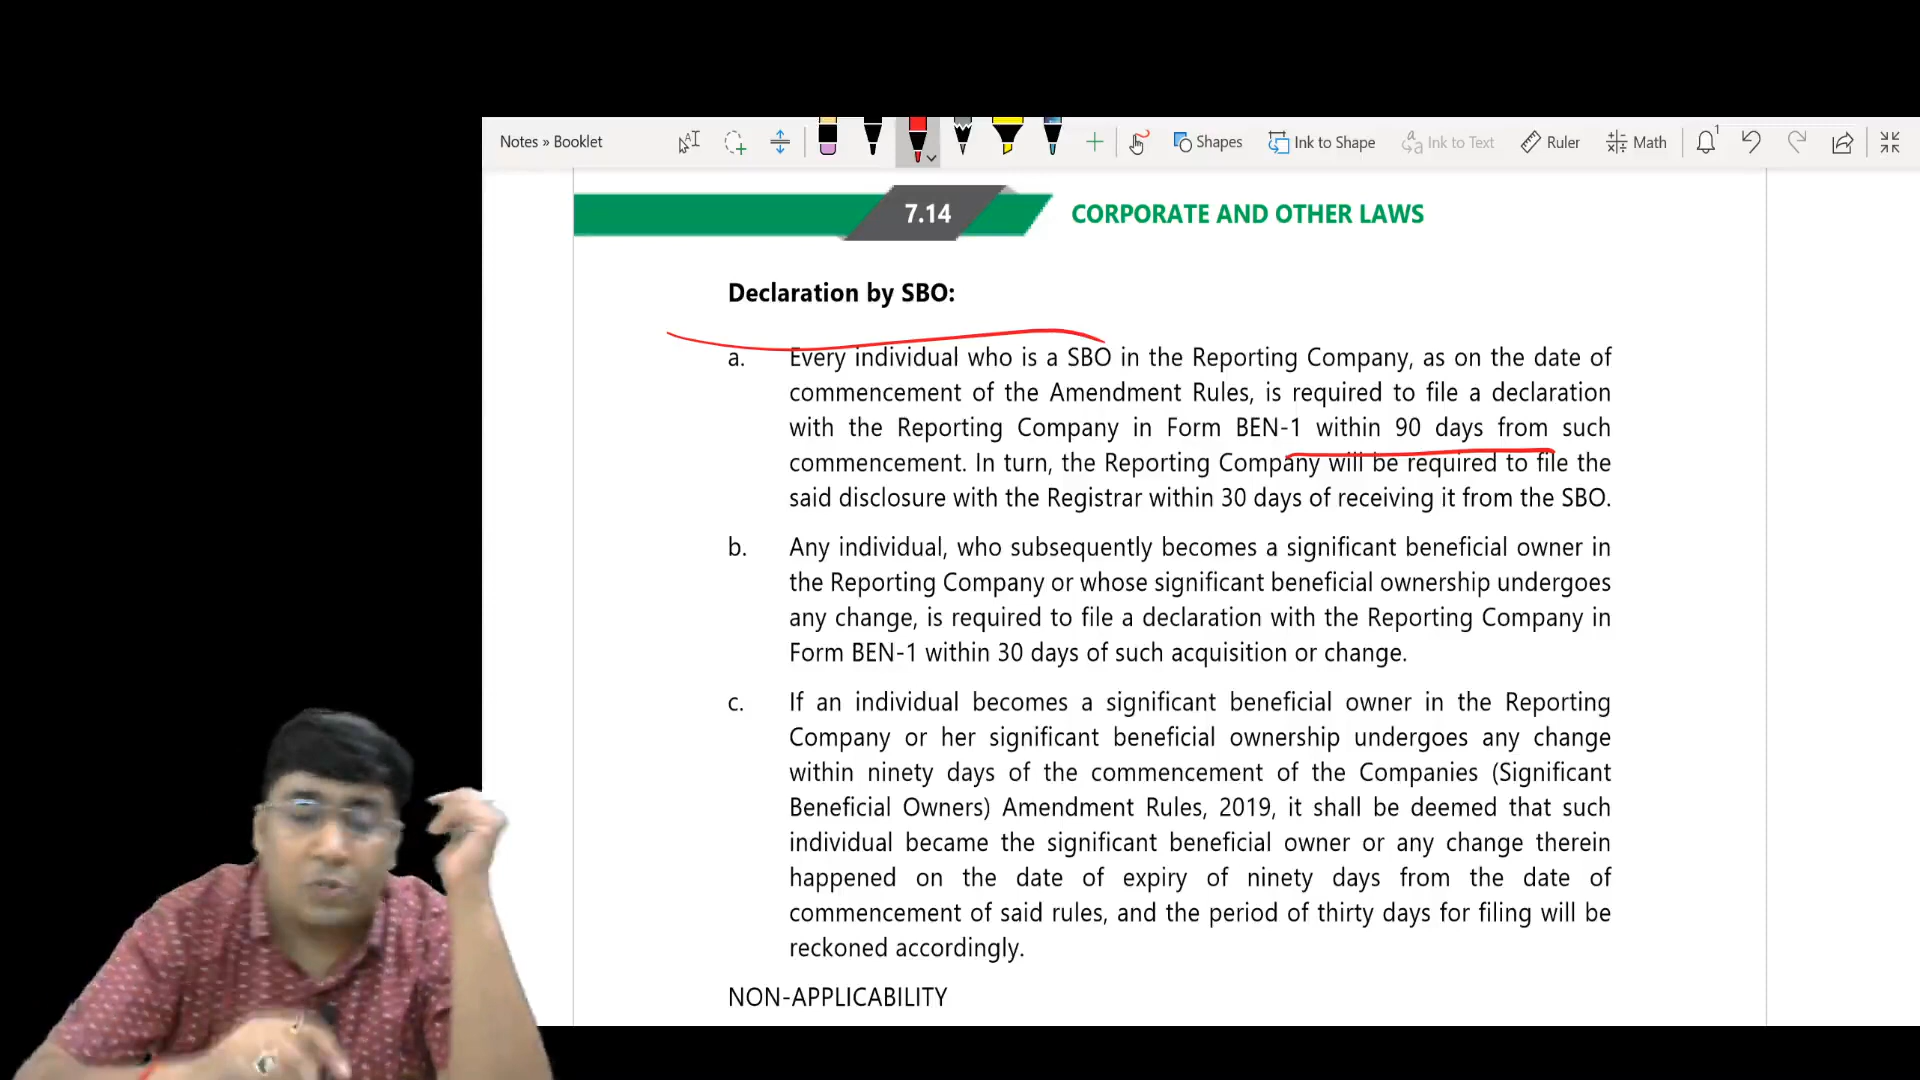 Notes » Booklet
Shapes
Ink to Shape
Ink to Text
Ruler
Math
1
7.14
CORPORATE AND OTHER LAWS
Declaration by SBO:
a. Every individual who is a SBO in the Reporting Company, as on the date of
commencement of the Amendment Rules, is required to file a declaration
with the Reporting Company in Form BEN-1 within 90 days from such
commencement. In turn, the Reporting Company will be required to file the
said disclosure with the Registrar within 30 days of receiving it from the SBO.
b. Any individual, who subsequently becomes a significant beneficial owner in
the Reporting Company or whose significant beneficial ownership undergoes
any change, is required to file a declaration with the Reporting Company in
Form BEN-1 within 30 days of such acquisition or change.
c. If an individual becomes a significant beneficial owner in the Reporting
Company or her significant beneficial ownership undergoes any change
within ninety days of the commencement of the Companies (Significant
Beneficial Owners) Amendment Rules, 2019, it shall be deemed that such
individual became the significant beneficial owner or any change therein
happened on the date of expiry of ninety days from the date of
commencement of said rules, and the period of thirty days for filing will be
reckoned accordingly.
NON-APPLICABILITY